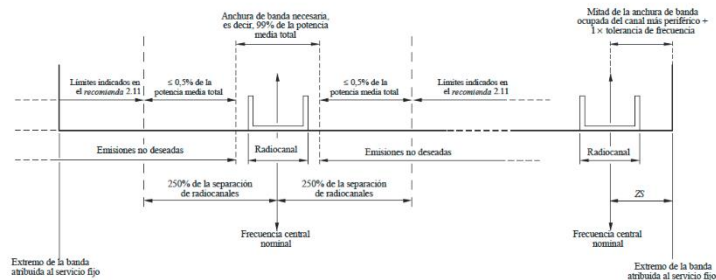 Anchura de banda necesaria,
es decir, 99% de la potencia
media total
Mitad de la anchura de banda
ocupada del canal más periférico +
1× tolerancia de frecuencia
Límites indicados en
el recomienda 2.11
≤ 0,5% de la
potencia media total
≤ 0,5% de la
potencia media total
Límites indicados en
el recomienda 2.11
Emisiones no deseadas
Radiocanal
Emisiones no deseadas
Radiocanal
250% de la separación
de radiocanales
250% de la separación
de radiocanales
ZS
Frecuencia central
nominal
Frecuencia central
nominal
Extremo de la banda
atribuida al servicio fijo
Extremo de la banda
atribuida al servicio fijo